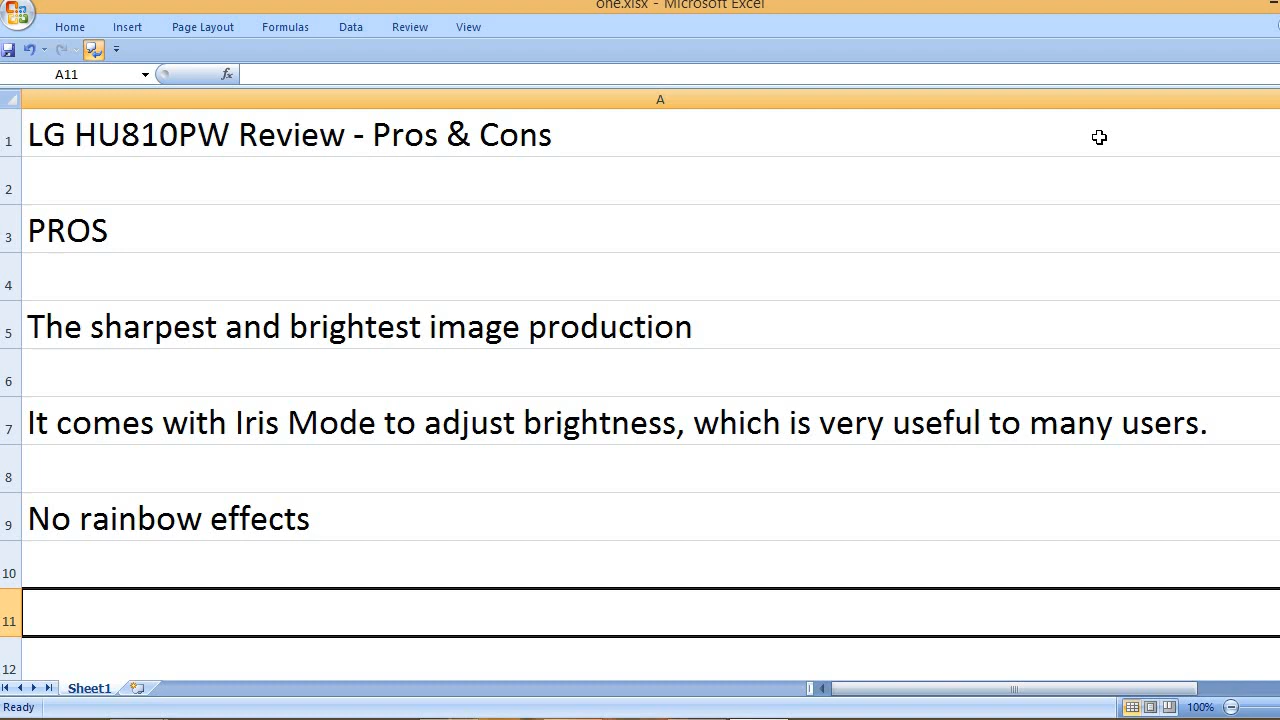 one.xlsx - Microsoft Excel
Home Insert Page Layout Formulas Data Review View
A11 fx
A
1 LG HU810PW Review - Pros & Cons
2
3 PROS
4
5 The sharpest and brightest image production
6
7 It comes with Iris Mode to adjust brightness, which is very useful to many users.
8
9 No rainbow effects
10
11
12
Sheet1
Ready 100%